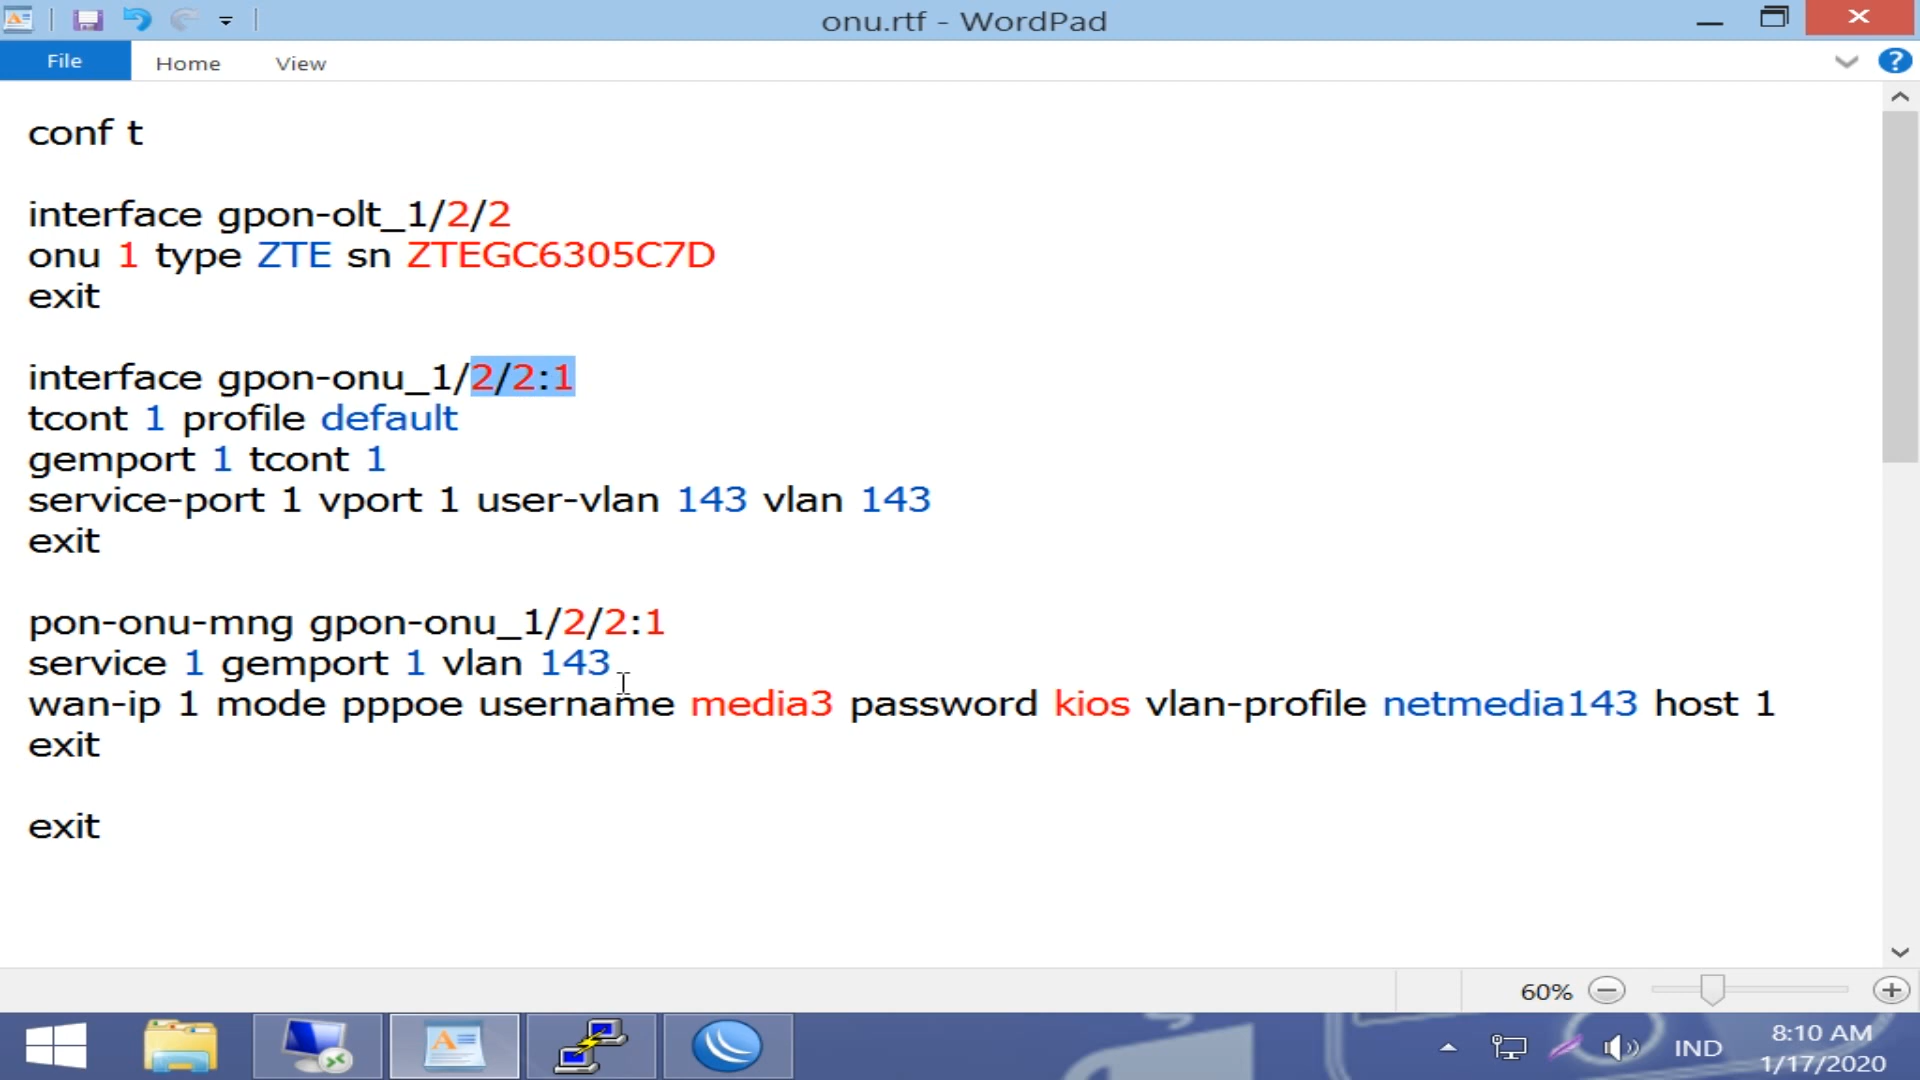 onu.rtf - WordPad
File Home View
conf t
interface gpon-olt_1/2/2
onu 1 type ZTE sn ZTEGC6305C7D
exit
interface gpon-onu_1/2/2:1
tcont 1 profile default
gemport 1 tcont 1
service-port 1 vport 1 user-vlan 143 vlan 143
exit
pon-onu-mng gpon-onu_1/2/2:1
service 1 gemport 1 vlan 143
wan-ip 1 mode pppoe username media3 password kios vlan-profile netmedia143 host 1
exit
exit
60%
IND
8:10 AM
1/17/2020